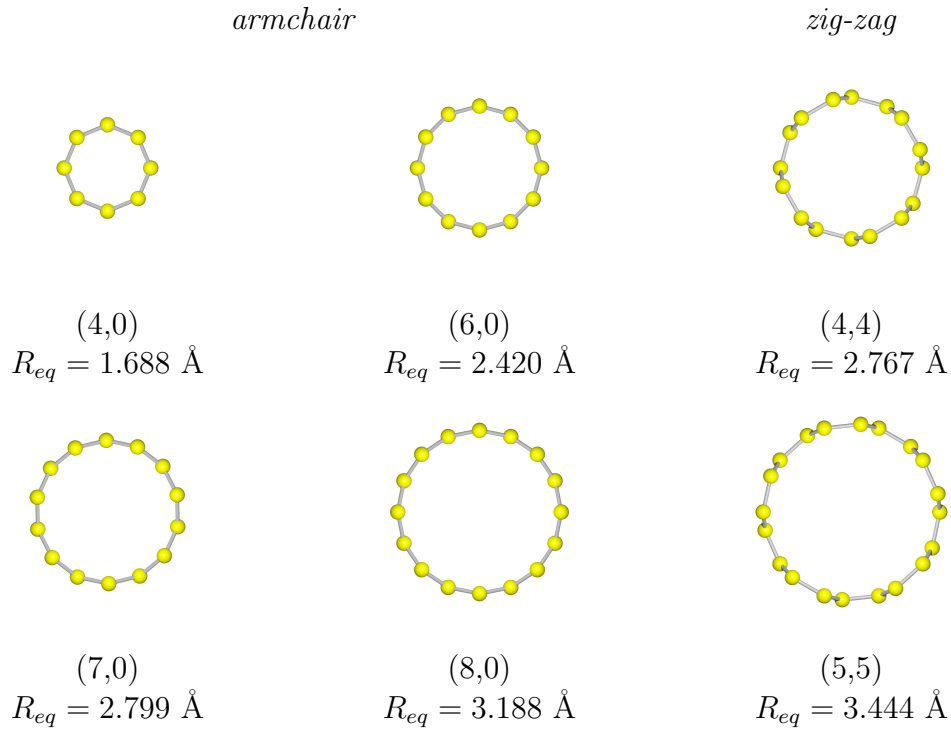 armchair zig-zag
(4,0) (6,0) (4,4)
R_eq = 1.688 Å R_eq = 2.420 Å R_eq = 2.767 Å
(7,0) (8,0) (5,5)
R_eq = 2.799 Å R_eq = 3.188 Å R_eq = 3.444 Å